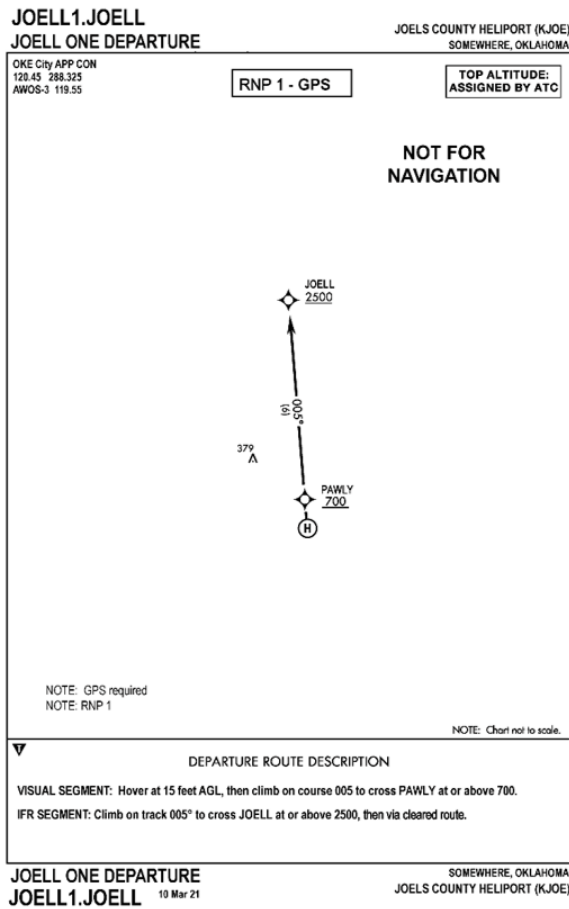 JOELL1.JOELL
JOELL ONE DEPARTURE
JOELS COUNTY HELIPORT (KJOE)
SOMEWHERE, OKLAHOMA
OKE City APP CON
120.45 288.325
AWOS-3 119.55
RNP 1 - GPS
TOP ALTITUDE:
ASSIGNED BY ATC
NOT FOR
NAVIGATION
JOELL
2500
005°
(6)
379
PAWLY
700
H
NOTE: GPS required
NOTE: RNP 1
NOTE: Chart not to scale.
T
DEPARTURE ROUTE DESCRIPTION
VISUAL SEGMENT: Hover at 15 feet AGL, then climb on course 005 to cross PAWLY at or above 700.
IFR SEGMENT: Climb on track 005° to cross JOELL at or above 2500, then via cleared route.
JOELL ONE DEPARTURE
JOELL1.JOELL 10 Mar 21
SOMEWHERE, OKLAHOMA
JOELS COUNTY HELIPORT (KJOE)